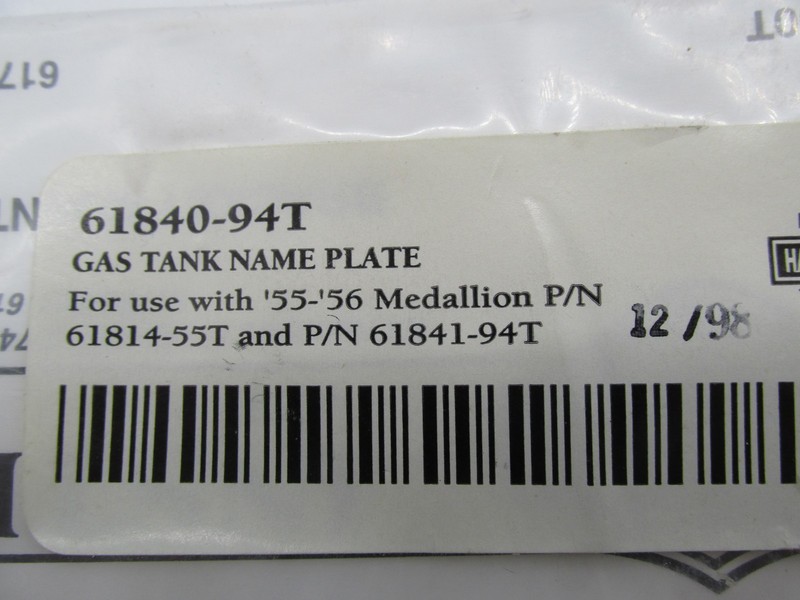 61840-94T
GAS TANK NAME PLATE
For use with '55-'56 Medallion P/N
61814-55T and P/N 61841-94T
12/98